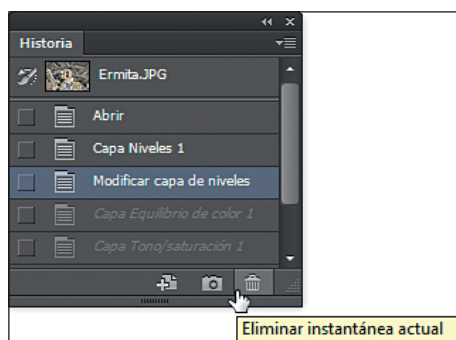 Historia
Ermita.JPG
Abrir
Capa Niveles 1
Modificar capa de niveles
Capa Equilibrio de color 1
Capa Tono/saturación 1
Eliminar instantánea actual